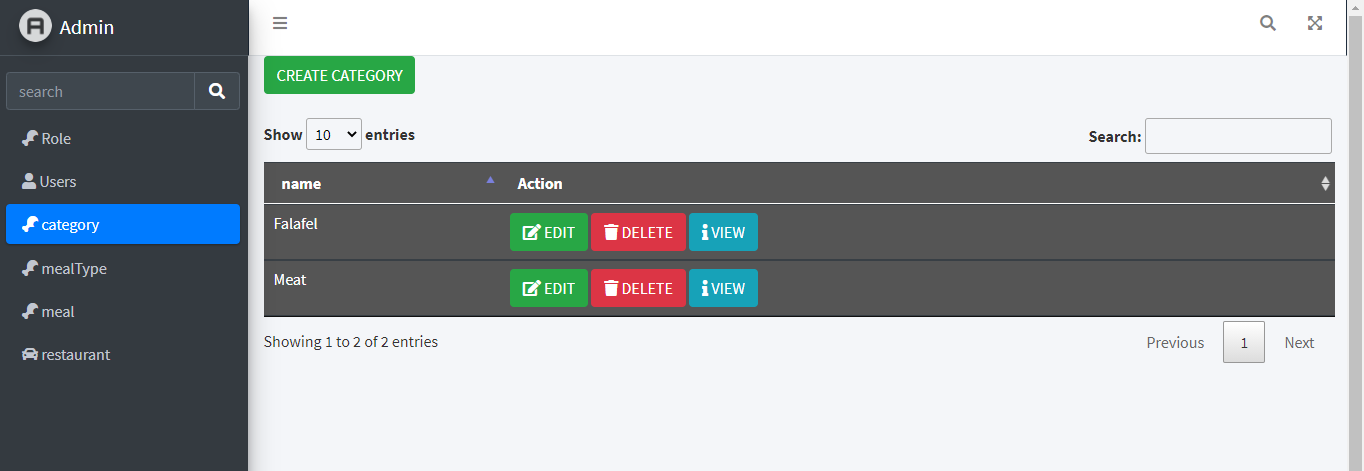 Admin
search
Role
Users
category
mealType
meal
restaurant
CREATE CATEGORY
Show 10 entries
Search:
name Action
Falafel EDIT DELETE VIEW
Meat EDIT DELETE VIEW
Showing 1 to 2 of 2 entries
Previous 1 Next